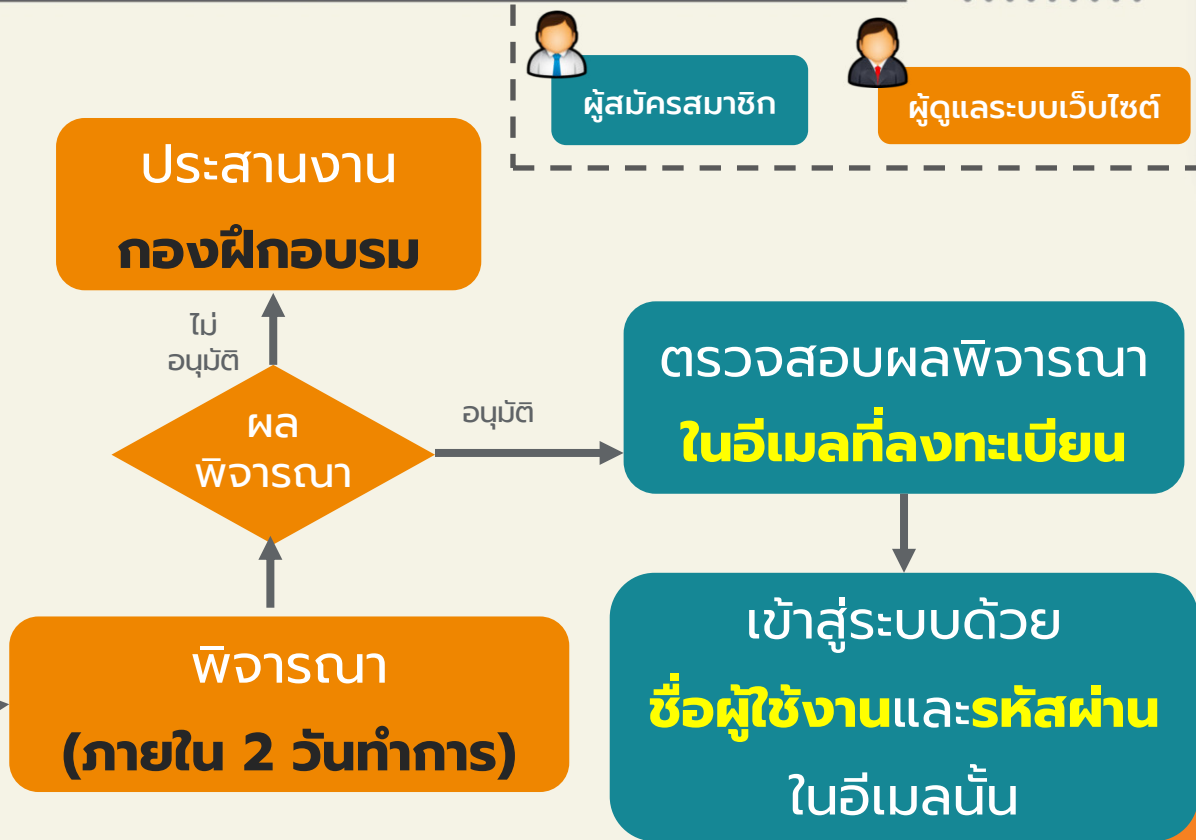 ผู้สมัครสมาชิก
ผู้ดูแลระบบเว็บไซต์
ประสานงาน
กองฝึกอบรม
ไม่
อนุมัติ
ผล
พิจารณา
อนุมัติ
ตรวจสอบผลพิจารณา
ในอีเมลที่ลงทะเบียน
พิจารณา
(ภายใน 2 วันทำการ)
เข้าสู่ระบบด้วย
ชื่อผู้ใช้งานและรหัสผ่าน
ในอีเมลนั้น